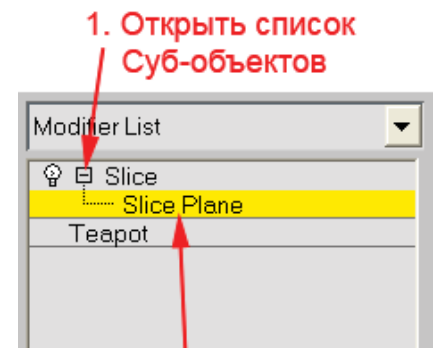 1. Открыть список
Суб-объектов
Modifier List
Slice
Slice Plane
Teapot